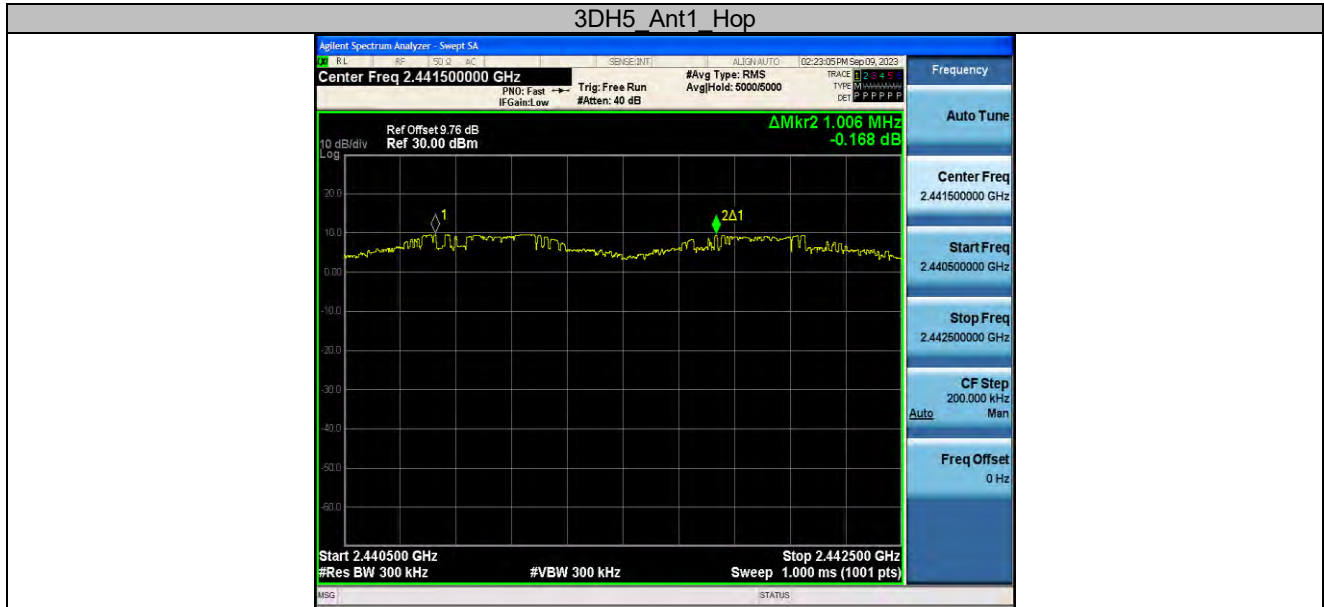 3DH5_Ant1_Hop
Agilent Spectrum Analyzer - Swept SA
RL RF 50 Ω AC SENSE:INT ALIGN AUTO 02:23:05 PM Sep 09, 2023
Center Freq 2.441500000 GHz
PNO: Fast
IFGain:Low
Trig: Free Run
#Atten: 40 dB
#Avg Type: RMS
Avg|Hold: 5000/5000
TRACE 1 2 3 4 5 6
TYPE M
DET P P P P P P
Frequency
Auto Tune
Center Freq
2.441500000 GHz
Start Freq
2.440500000 GHz
Stop Freq
2.442500000 GHz
CF Step
200.000 kHz
Auto Man
Freq Offset
0 Hz
ΔMkr2 1.006 MHz
-0.168 dB
Ref Offset 9.76 dB
10 dB/div Ref 30.00 dBm
Log
20.0
1
2Δ1
10.0
0.00
-10.0
-20.0
-30.0
-40.0
-50.0
-60.0
Start 2.440500 GHz Stop 2.442500 GHz
#Res BW 300 kHz #VBW 300 kHz Sweep 1.000 ms (1001 pts)
MSG STATUS